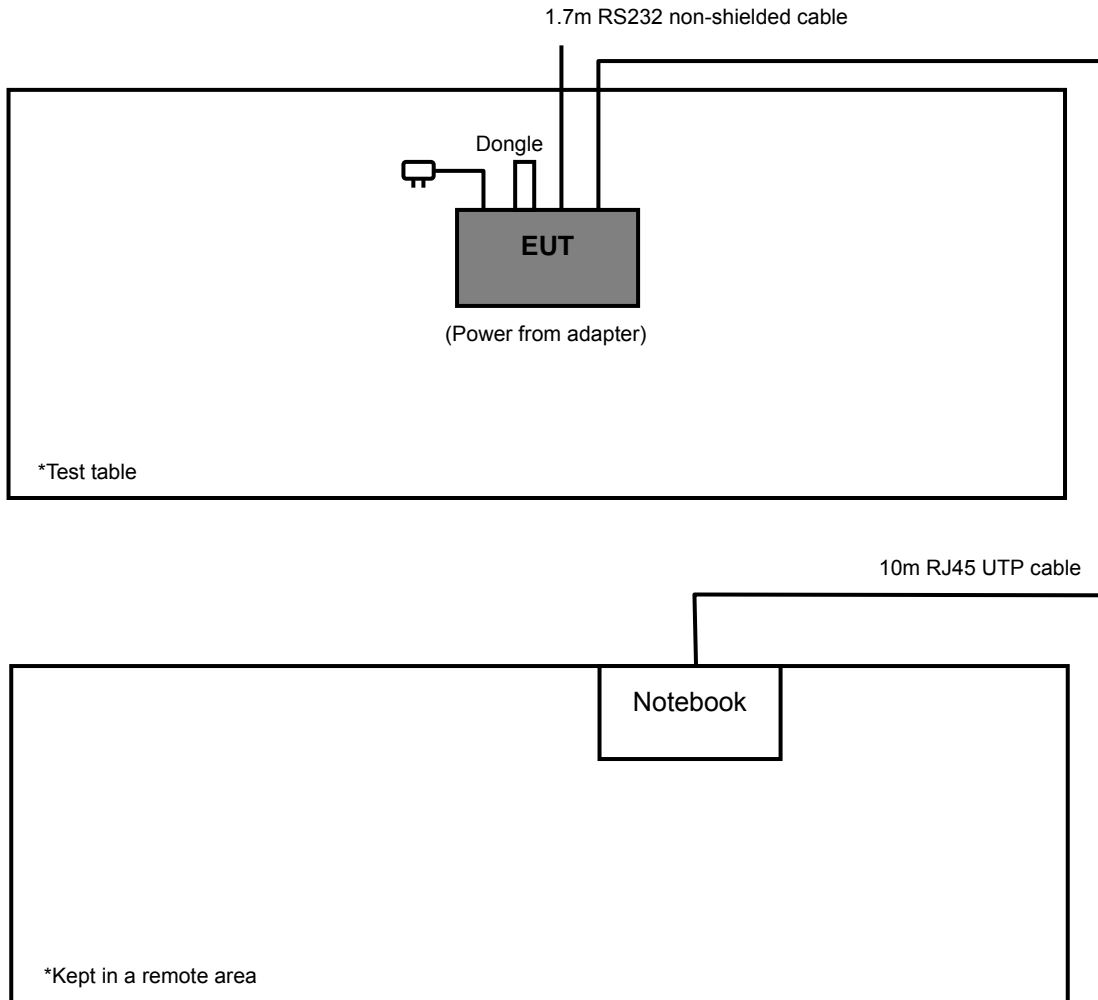 1.7m RS232 non-shielded cable
Dongle
EUT
(Power from adapter)
*Test table
10m RJ45 UTP cable
Notebook
*Kept in a remote area